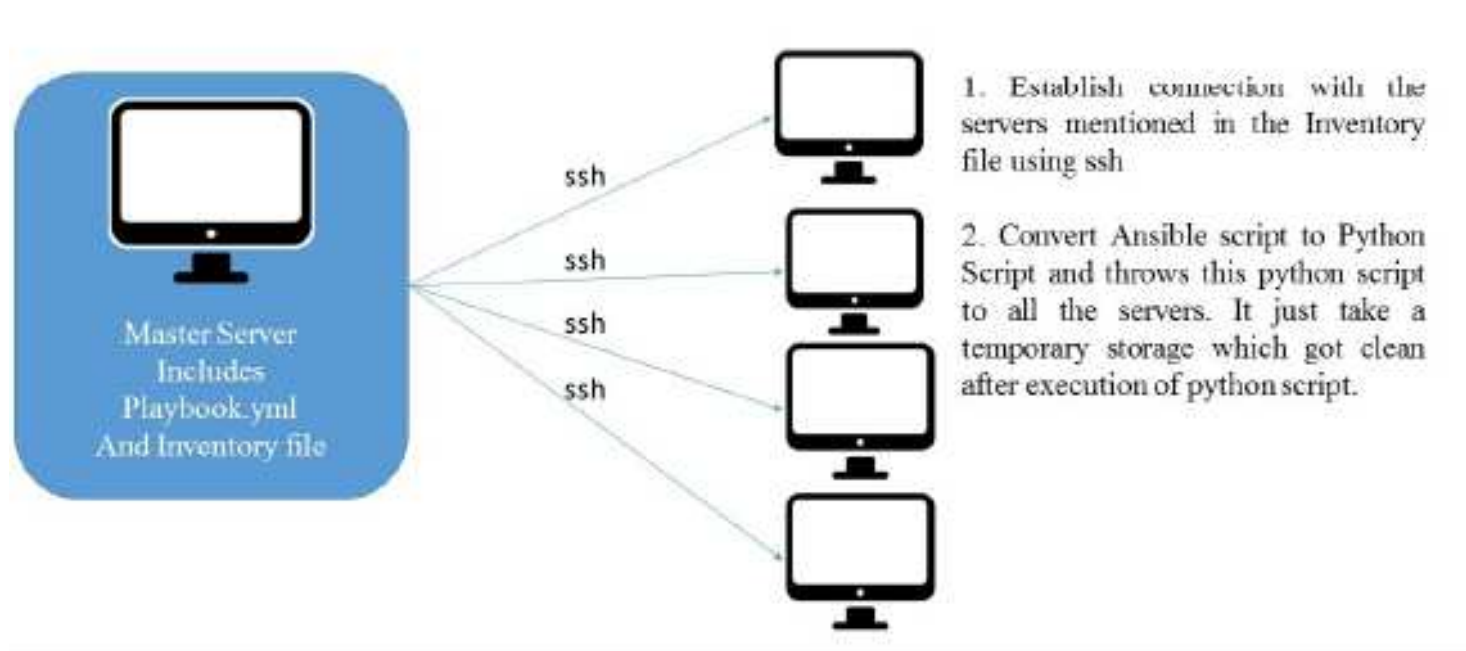 Master Server
Includes
Playbook.yml
And Inventory file
ssh
ssh
ssh
ssh
1. Establish connection with the
servers mentioned in the Inventory
file using ssh
2. Convert Ansible script to Python
Script and throws this python script
to all the servers. It just take a
temporary storage which got clean
after execution of python script.